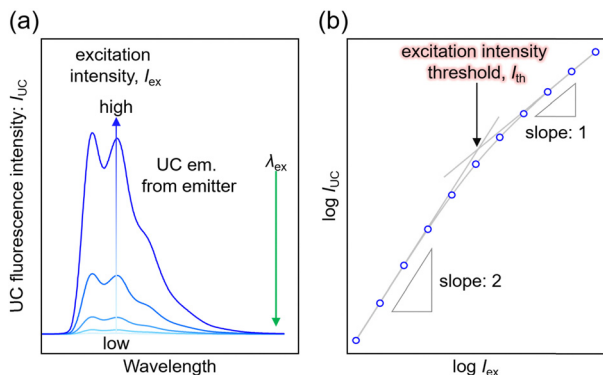 (a)
excitation
intensity, Iex
high
UC em.
from emitter
λex
low
UC fluorescence intensity: IUC
Wavelength
(b)
excitation intensity
threshold, Ith
slope: 1
slope: 2
log IUC
log Iex